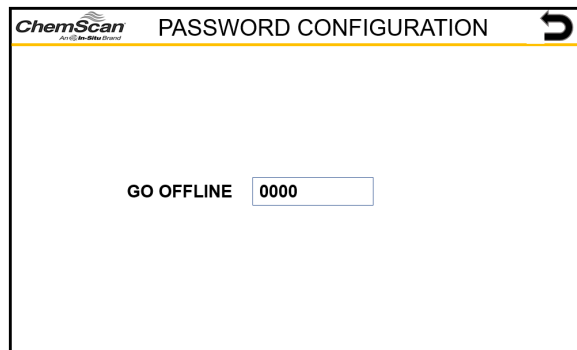 ChemScan PASSWORD CONFIGURATION
An In-Situ Brand
GO OFFLINE 0000